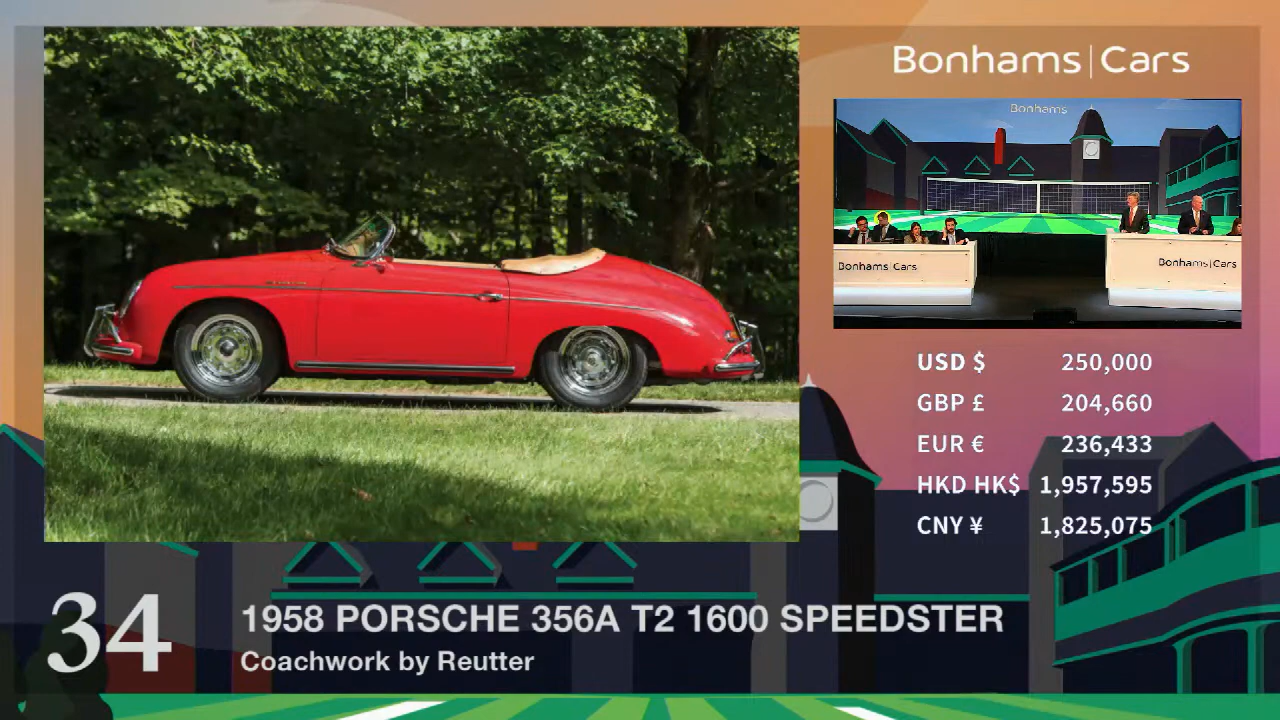 Bonhams|Cars
Bonhams
Bonhams|Cars
Bonhams|Cars
USD $ 250,000
GBP £ 204,660
EUR € 236,433
HKD HK$ 1,957,595
CNY ¥ 1,825,075
34
1958 PORSCHE 356A T2 1600 SPEEDSTER
Coachwork by Reutter